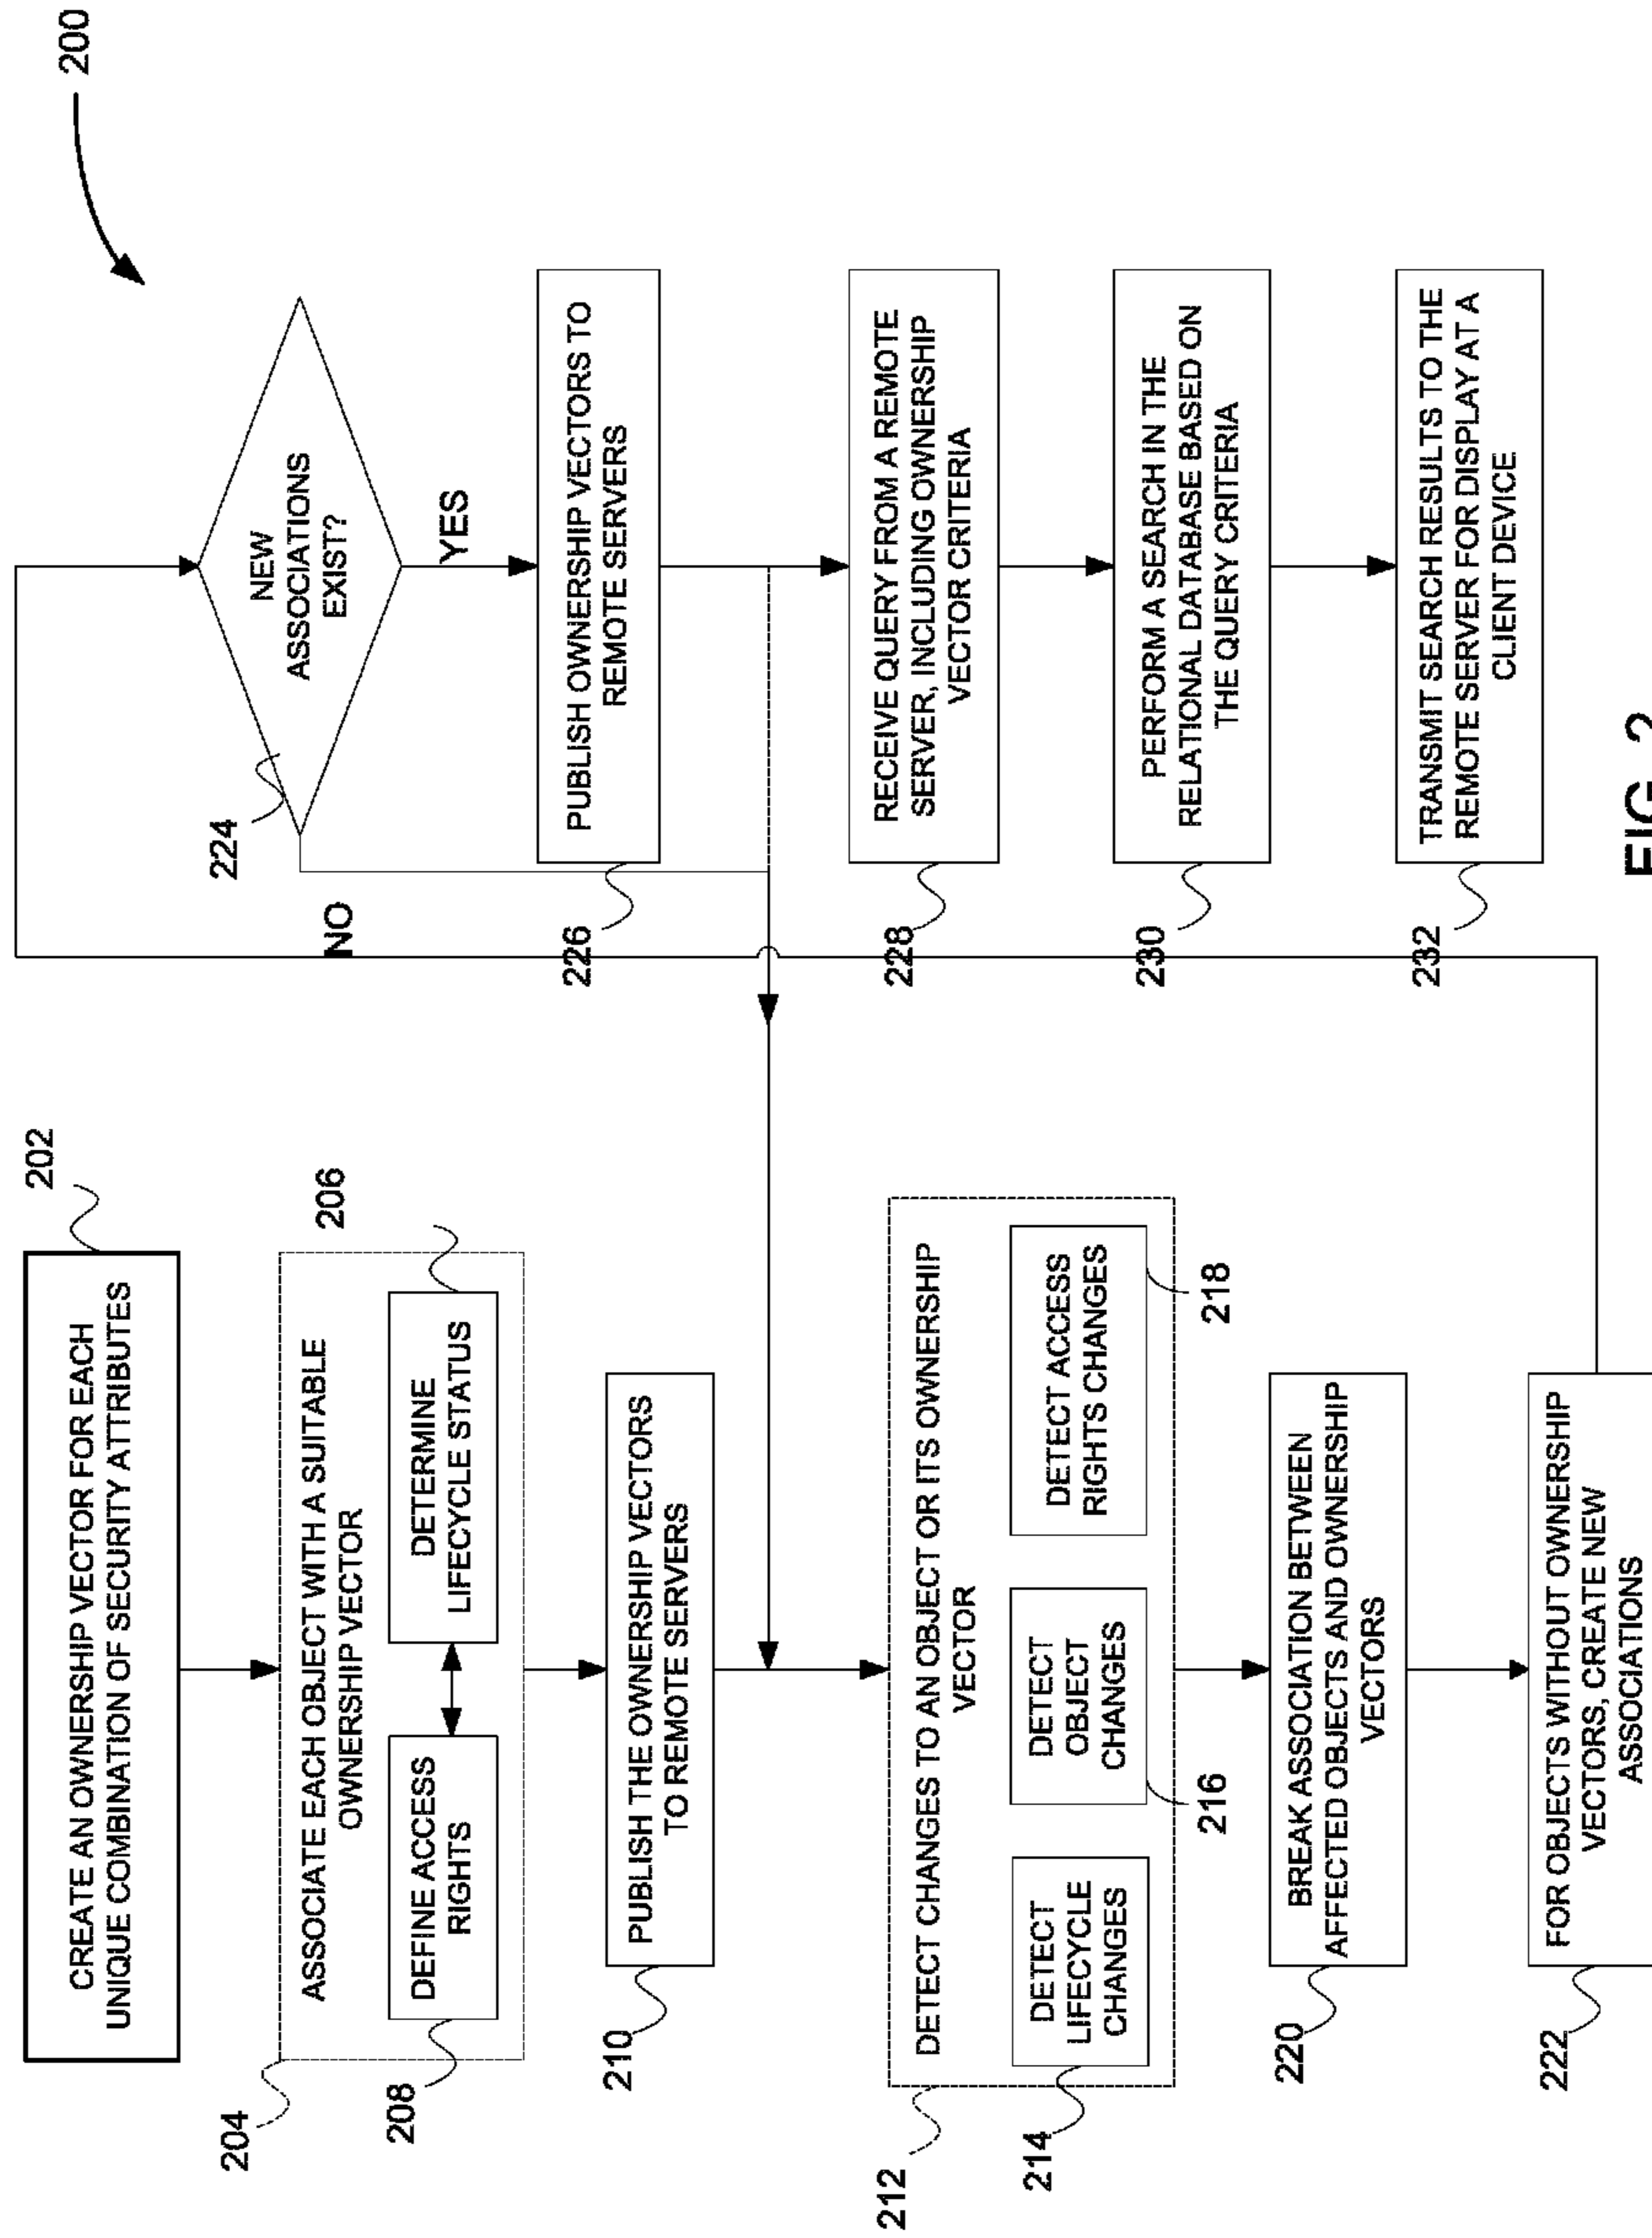 200
202
CREATE AN OWNERSHIP VECTOR FOR EACH
UNIQUE COMBINATION OF SECURITY ATTRIBUTES
204
ASSOCIATE EACH OBJECT WITH A SUITABLE
OWNERSHIP VECTOR
206
208
DEFINE ACCESS
RIGHTS
DETERMINE
LIFECYCLE STATUS
210
PUBLISH THE OWNERSHIP VECTORS
TO REMOTE SERVERS
212
DETECT CHANGES TO AN OBJECT OR ITS OWNERSHIP
VECTOR
214
DETECT
LIFECYCLE
CHANGES
216
DETECT
OBJECT
CHANGES
218
DETECT ACCESS
RIGHTS CHANGES
220
BREAK ASSOCIATION BETWEEN
AFFECTED OBJECTS AND OWNERSHIP
VECTORS
222
FOR OBJECTS WITHOUT OWNERSHIP
VECTORS, CREATE NEW
ASSOCIATIONS
224
NEW
ASSOCIATIONS
EXIST?
NO
YES
226
PUBLISH OWNERSHIP VECTORS TO
REMOTE SERVERS
228
RECEIVE QUERY FROM A REMOTE
SERVER, INCLUDING OWNERSHIP
VECTOR CRITERIA
230
PERFORM A SEARCH IN THE
RELATIONAL DATABASE BASED ON
THE QUERY CRITERIA
232
TRANSMIT SEARCH RESULTS TO THE
REMOTE SERVER FOR DISPLAY AT A
CLIENT DEVICE
FIG. 2